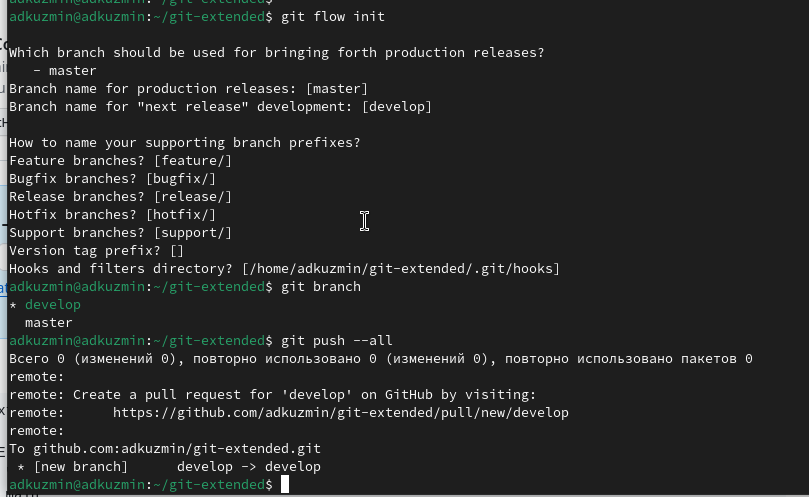 adkuzmin@adkuzmin:~/git-extended$ git flow init

Which branch should be used for bringing forth production releases?
   - master
Branch name for production releases: [master]
Branch name for "next release" development: [develop]

How to name your supporting branch prefixes?
Feature branches? [feature/]
Bugfix branches? [bugfix/]
Release branches? [release/]
Hotfix branches? [hotfix/]
Support branches? [support/]
Version tag prefix? []
Hooks and filters directory? [/home/adkuzmin/git-extended/.git/hooks]
adkuzmin@adkuzmin:~/git-extended$ git branch
* develop
  master
adkuzmin@adkuzmin:~/git-extended$ git push --all
Всего 0 (изменений 0), повторно использовано 0 (изменений 0), повторно использовано пакетов 0
remote:
remote: Create a pull request for 'develop' on GitHub by visiting:
remote:      https://github.com/adkuzmin/git-extended/pull/new/develop
remote:
To github.com:adkuzmin/git-extended.git
 * [new branch]      develop -> develop
adkuzmin@adkuzmin:~/git-extended$